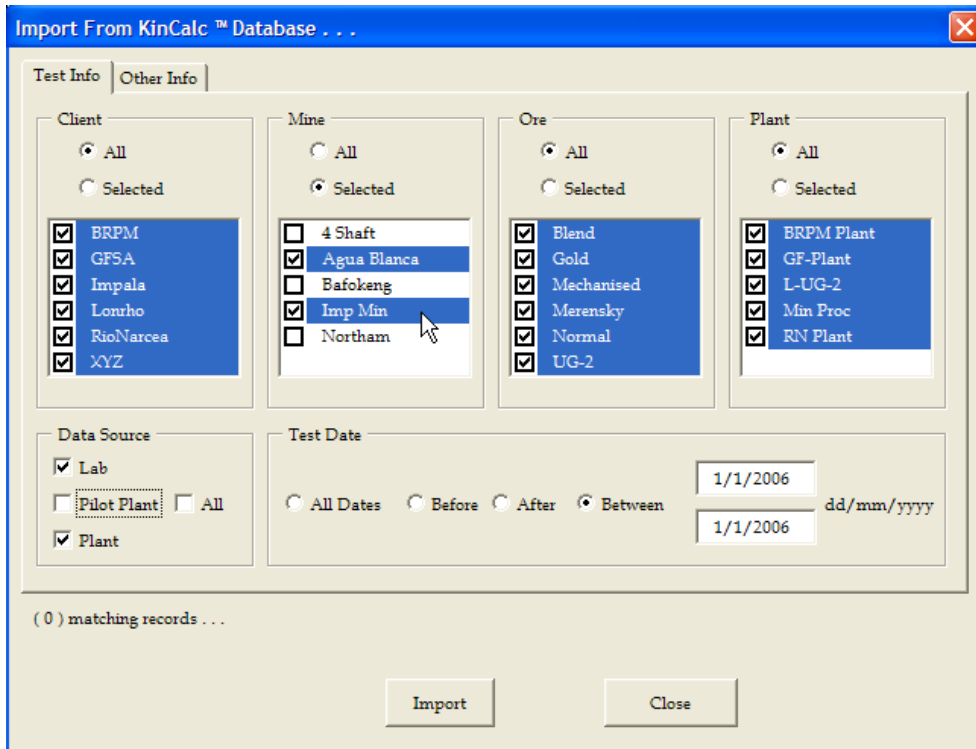 Import From KinCalc ™ Database . . .
Test Info
Other Info
Client
All
Selected
BRPM
GFSA
Impala
Lonrho
RioNarcea
XYZ
Mine
All
Selected
4 Shaft
Agua Blanca
Bafokeng
Imp Min
Northam
Ore
All
Selected
Blend
Gold
Mechanised
Merensky
Normal
UG-2
Plant
All
Selected
BRPM Plant
GF-Plant
L-UG-2
Min Proc
RN Plant
Data Source
Lab
Pilot Plant All
Plant
Test Date
All Dates Before After Between
1/1/2006
1/1/2006
dd/mm/yyyy
( 0 ) matching records . . .
Import
Close